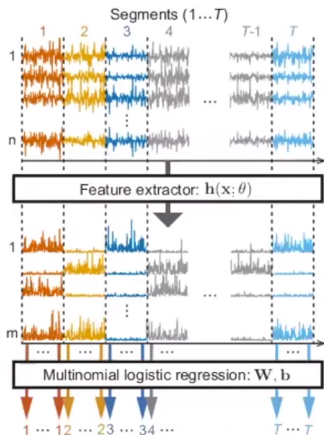 Segments (1...T)
1 2 3 4 T-1 T
1
...
n
Feature extractor: h(x; θ)
1
...
m
... ... ... ...
Multinomial logistic regression: W, b
1 ... 1 2 ... 2 3 ... 3 4 T ... T